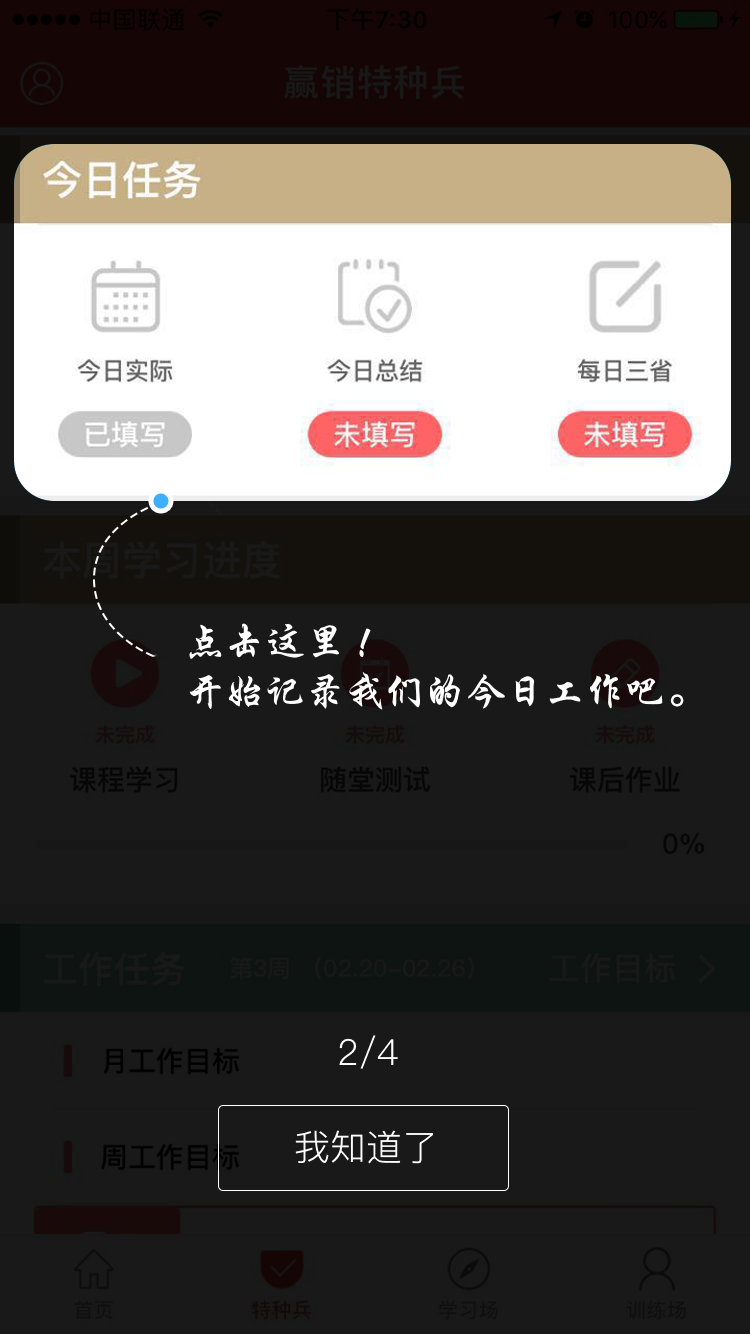 中国联通 下午7:30 100%
赢销特种兵
今日任务
今日实际 今日总结 每日三省
已填写 未填写 未填写
本周学习进度
点击这里！
开始记录我们的今日工作吧。
未完成 未完成 未完成
课程学习 随堂测试 课后作业
0%
工作任务 第3周 （02.20-02.26） 工作目标
2/4
月工作目标
我知道了
周工作目标
首页 特种兵 学习场 训练场